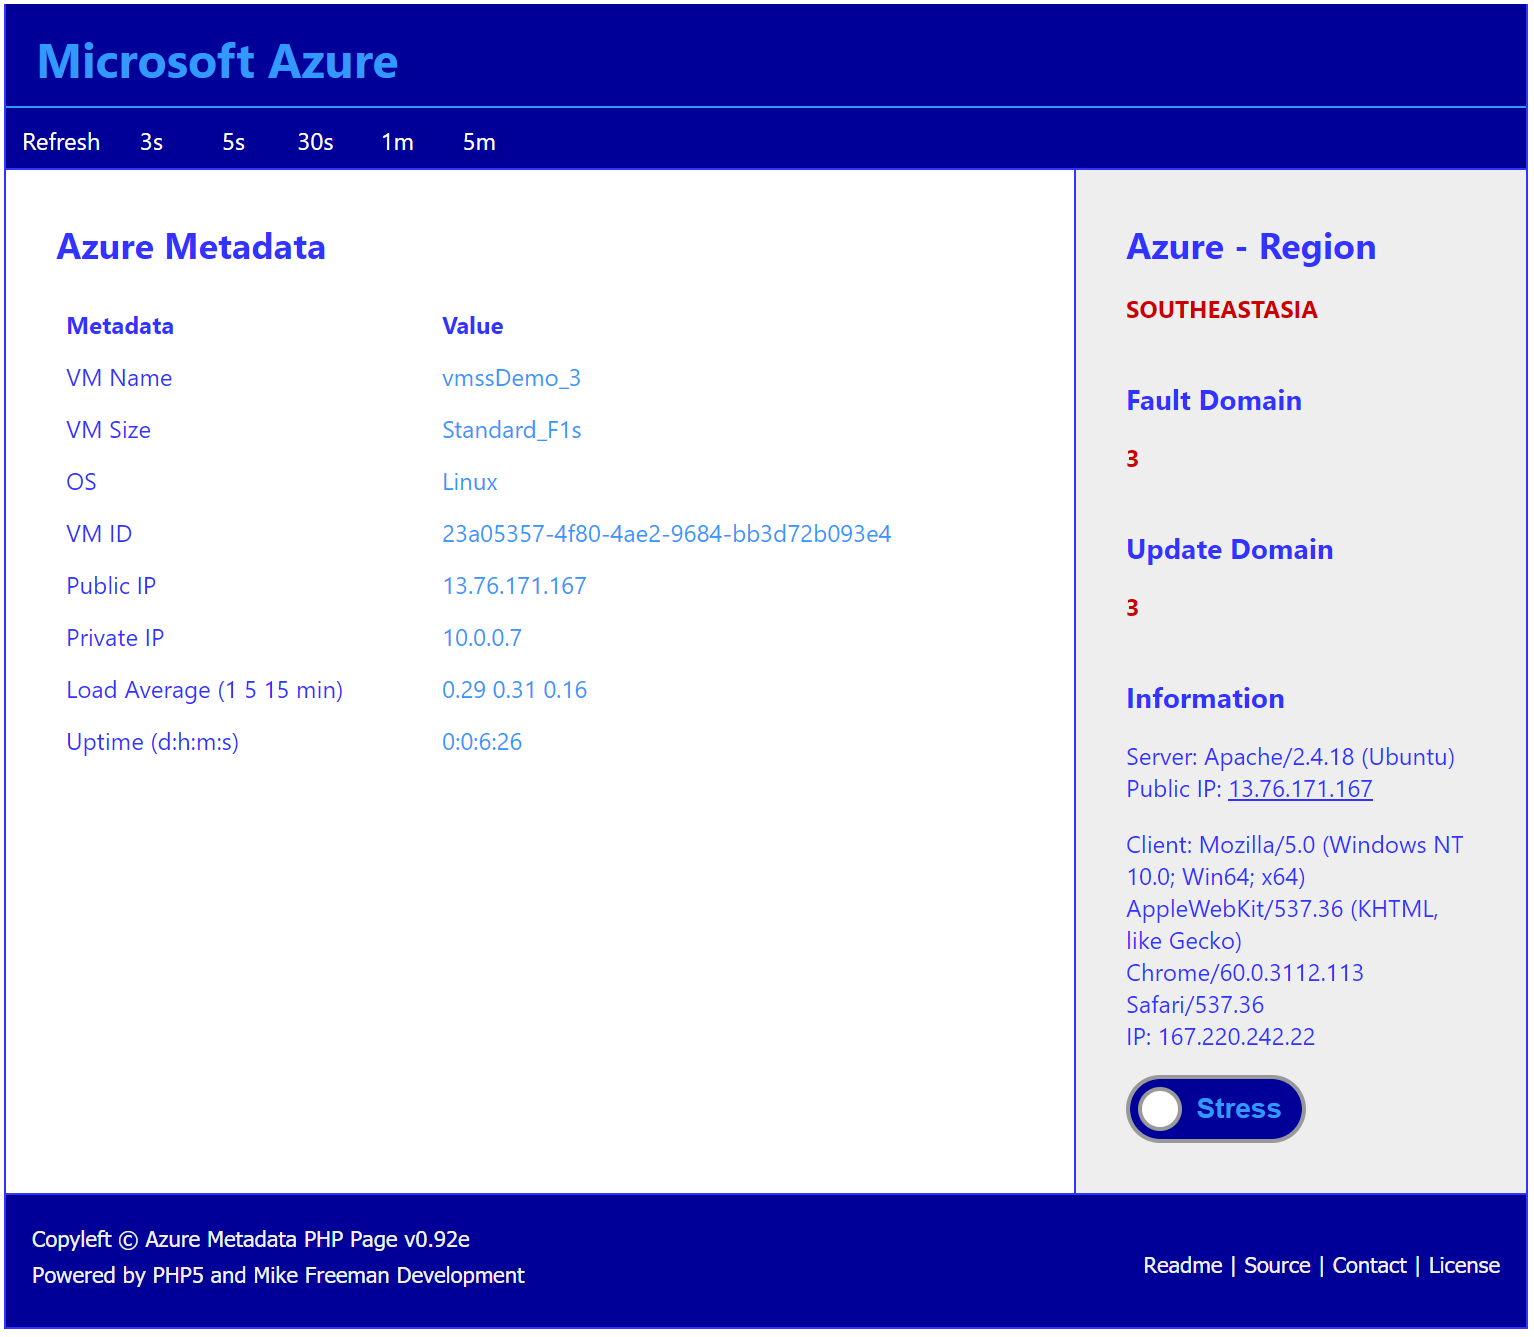 Microsoft Azure
Refresh 3s 5s 30s 1m 5m
Azure Metadata
Metadata Value
VM Name vmssDemo_3
VM Size Standard_F1s
OS Linux
VM ID 23a05357-4f80-4ae2-9684-bb3d72b093e4
Public IP 13.76.171.167
Private IP 10.0.0.7
Load Average (1 5 15 min) 0.29 0.31 0.16
Uptime (d:h:m:s) 0:0:6:26
Azure - Region
SOUTHEASTASIA
Fault Domain
3
Update Domain
3
Information
Server: Apache/2.4.18 (Ubuntu)
Public IP: 13.76.171.167
Client: Mozilla/5.0 (Windows NT
10.0; Win64; x64)
AppleWebKit/537.36 (KHTML,
like Gecko)
Chrome/60.0.3112.113
Safari/537.36
IP: 167.220.242.22
Stress
Copyleft © Azure Metadata PHP Page v0.92e
Powered by PHP5 and Mike Freeman Development
Readme | Source | Contact | License